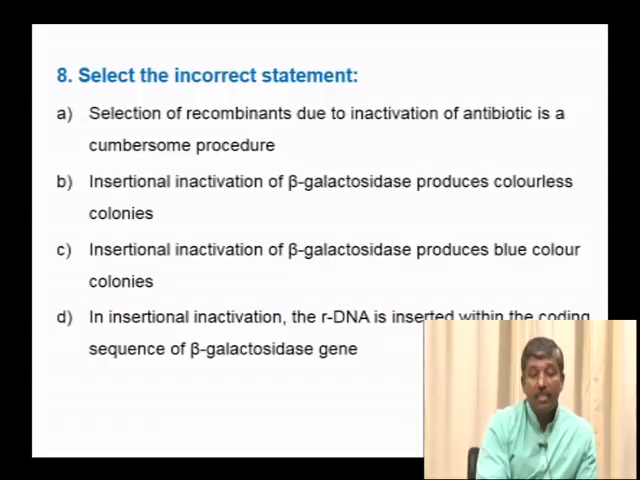 8. Select the incorrect statement:
a) Selection of recombinants due to inactivation of antibiotic is a
cumbersome procedure
b) Insertional inactivation of β-galactosidase produces colourless
colonies
c) Insertional inactivation of β-galactosidase produces blue colour
colonies
d) In insertional inactivation, the r-DNA is inserted within the coding
sequence of β-galactosidase gene